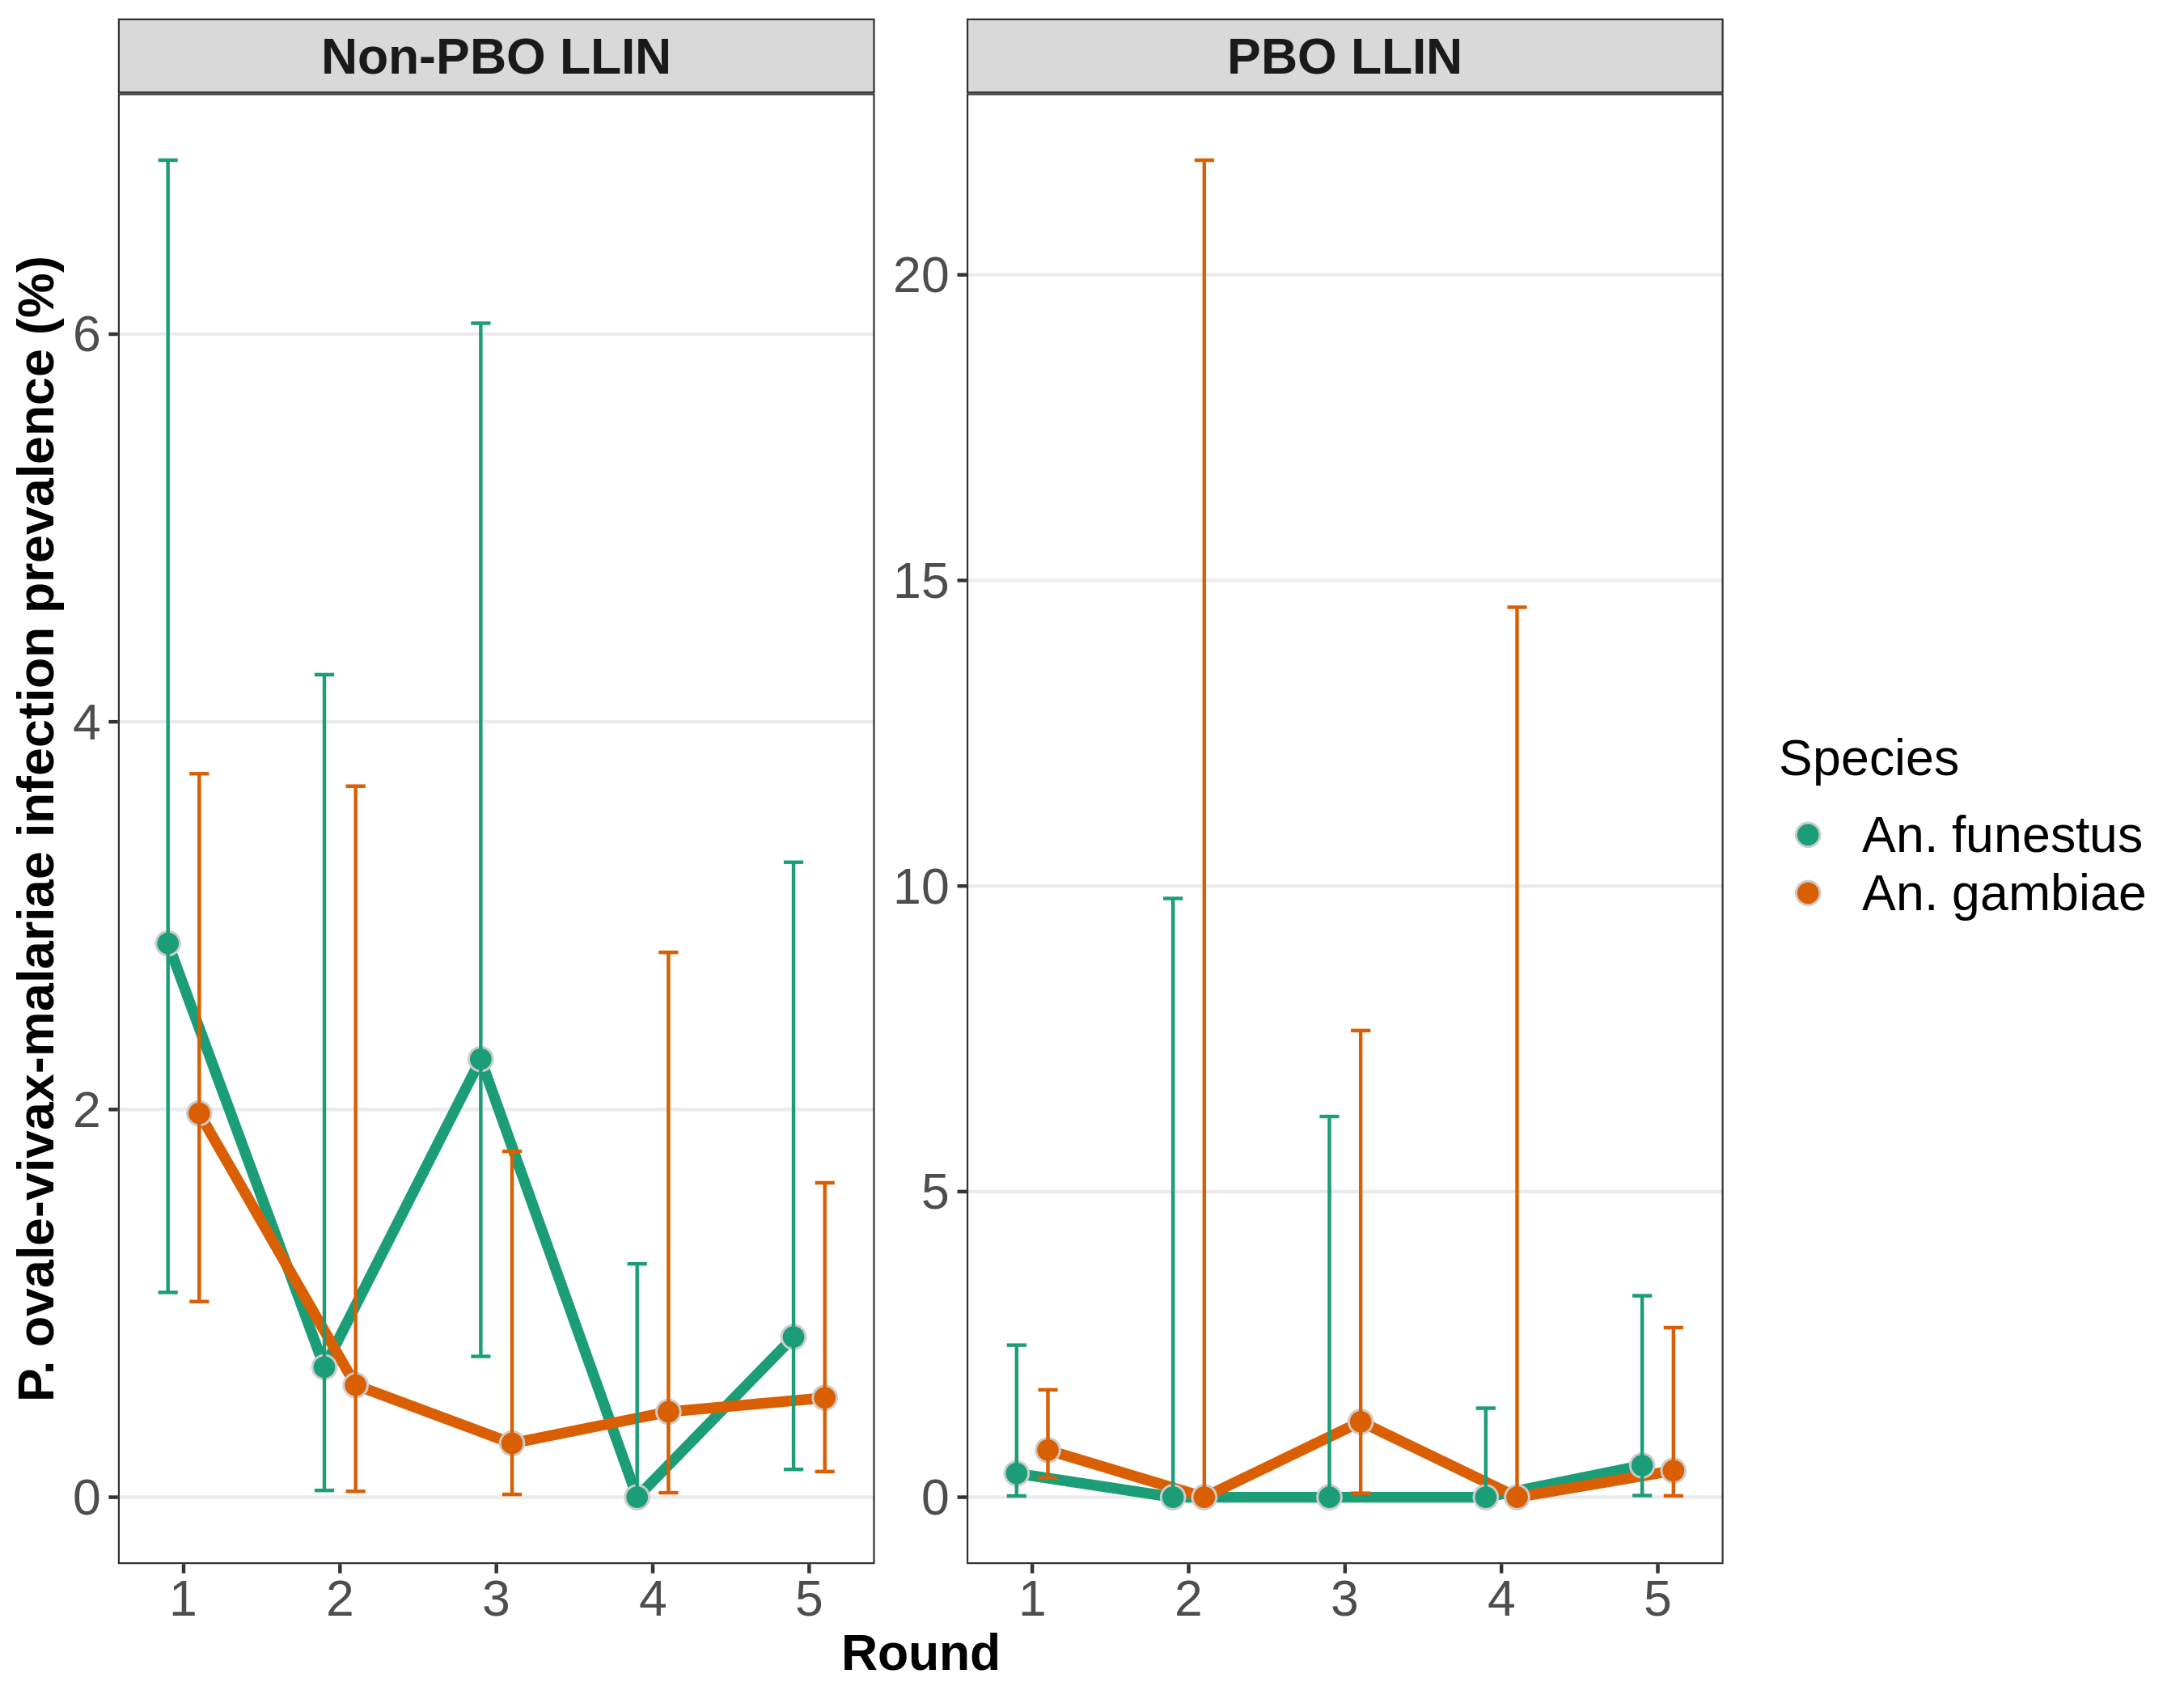 Non-PBO LLIN
PBO LLIN
P. ovale-vivax-malariae infection prevalence (%)
6
4
2
0
20
15
10
5
0
1 2 3 4 5
1 2 3 4 5
Round
Species
An. funestus
An. gambiae